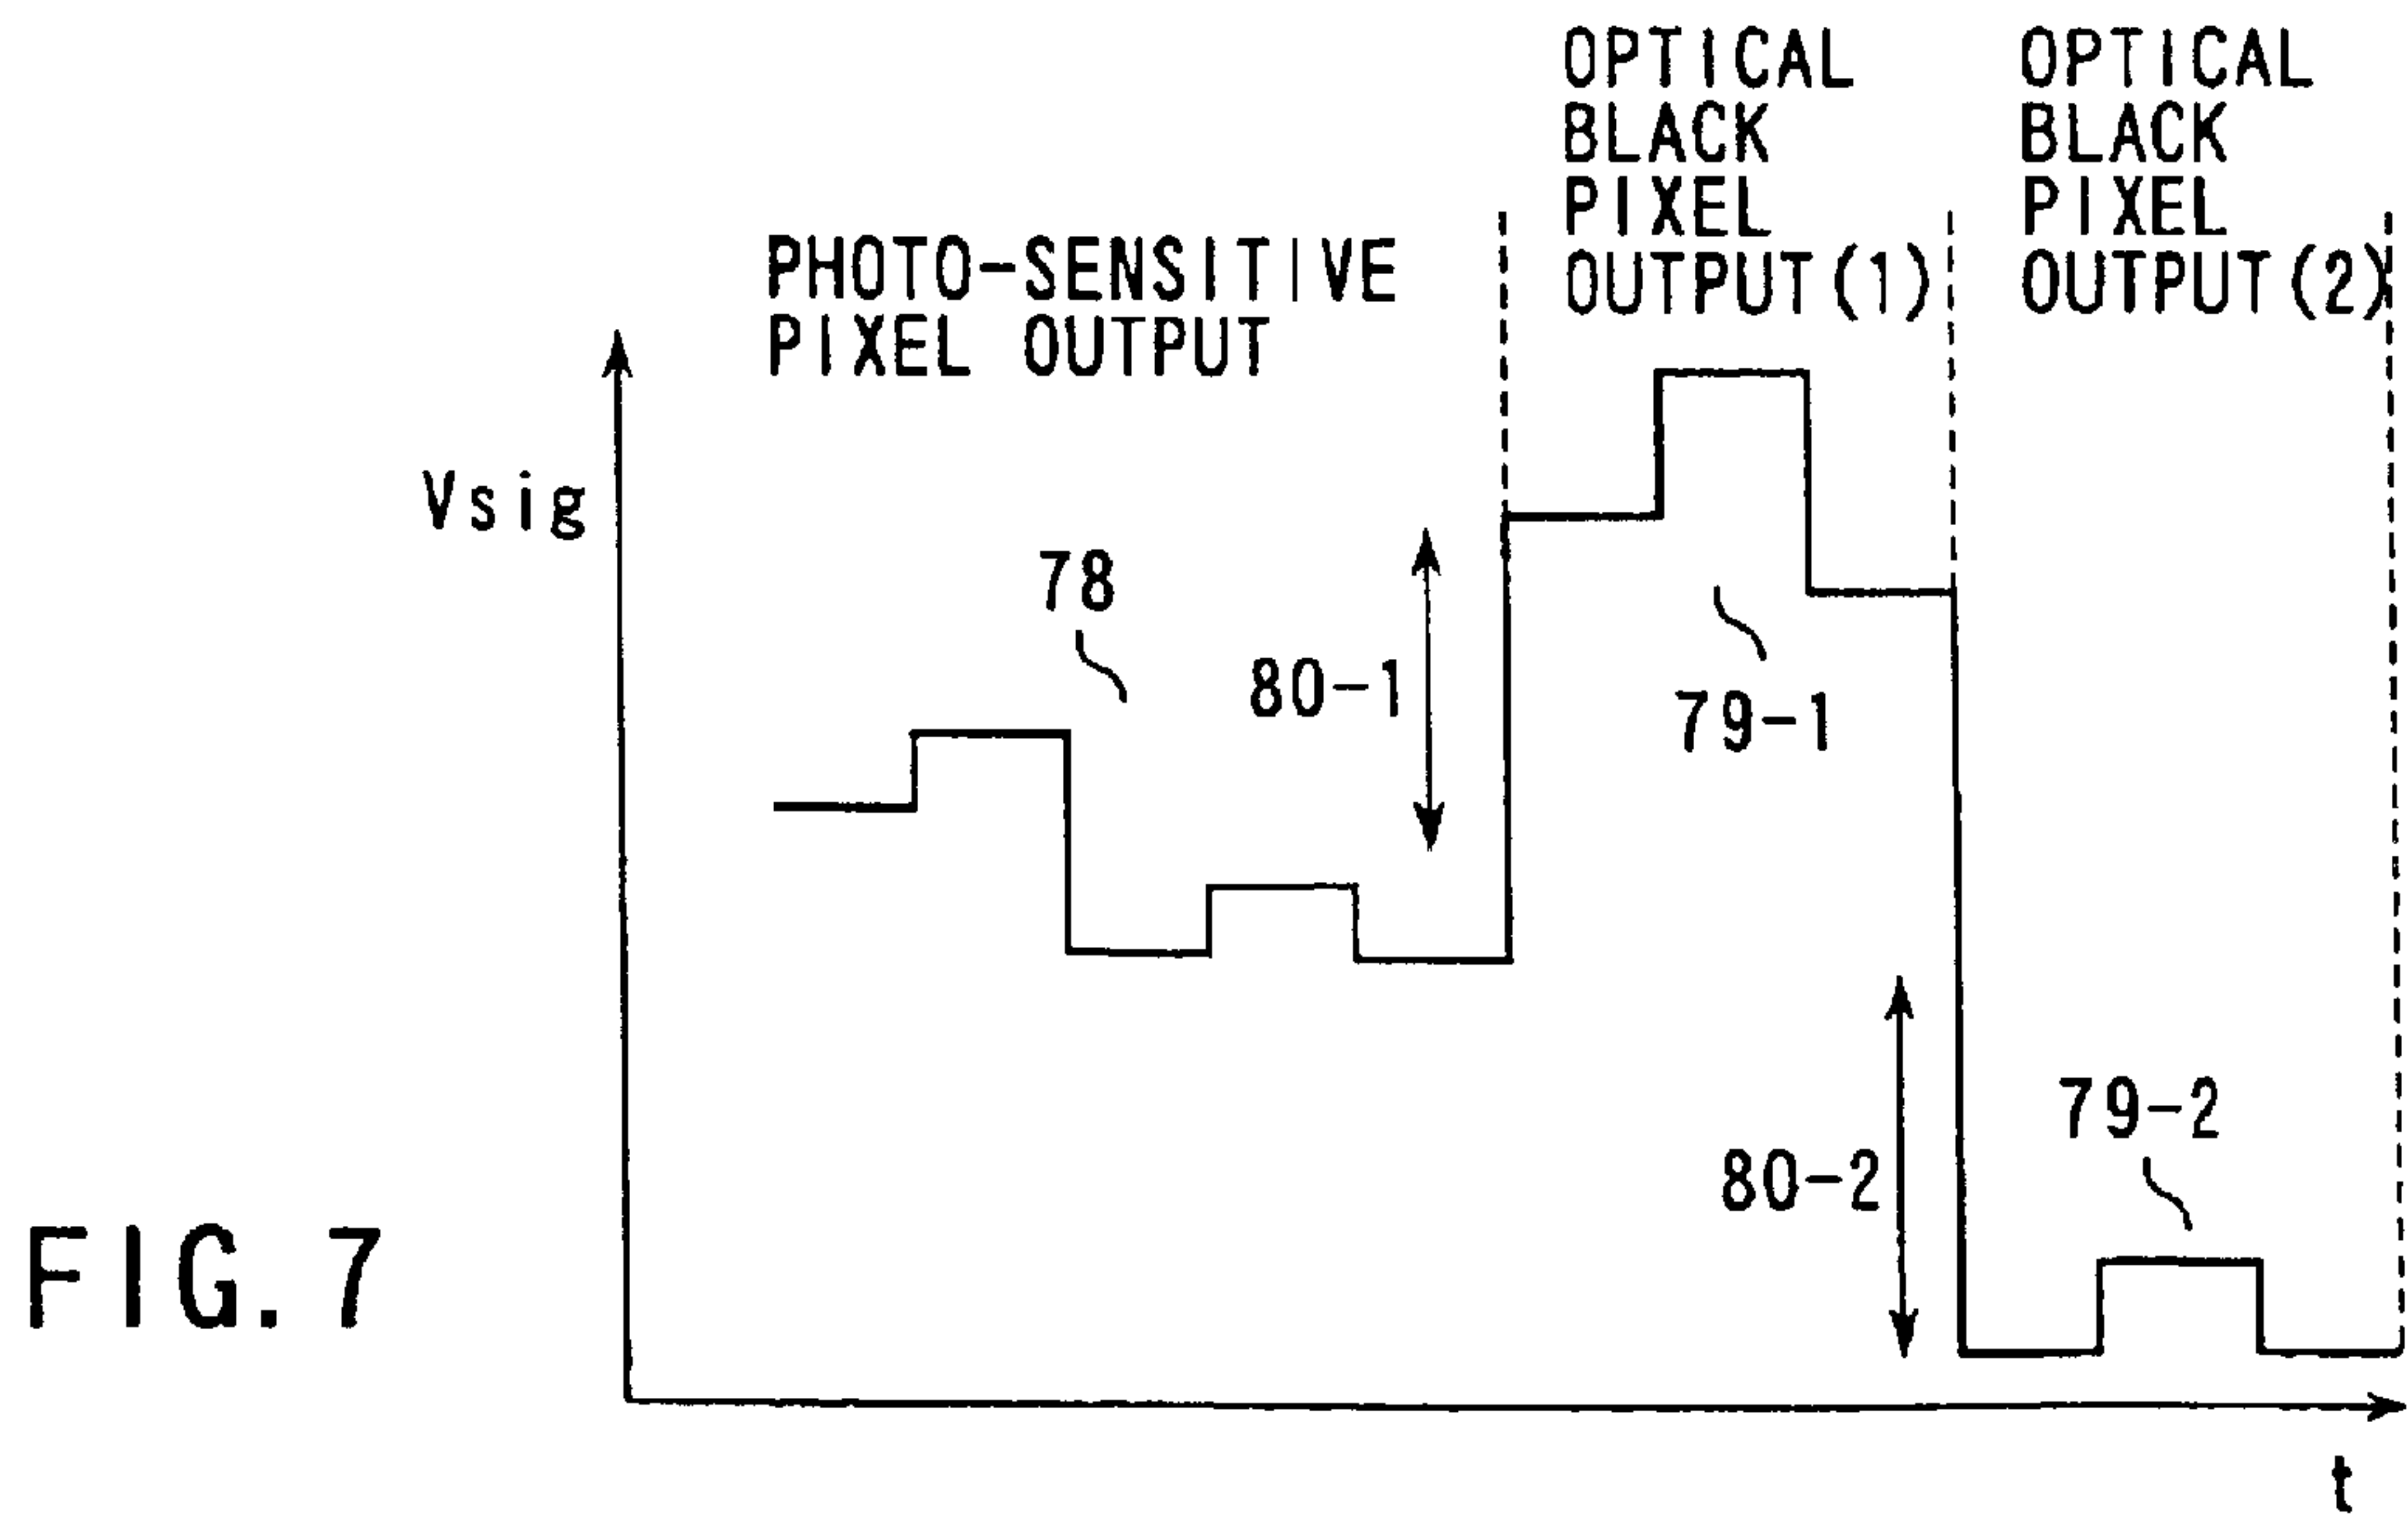 OPTICAL
BLACK
PIXEL
OUTPUT(1)
OPTICAL
BLACK
PIXEL
OUTPUT(2)
PHOTO-SENSITIVE
PIXEL OUTPUT
Vsig
78
80-1
79-1
79-2
80-2
FIG. 7
t